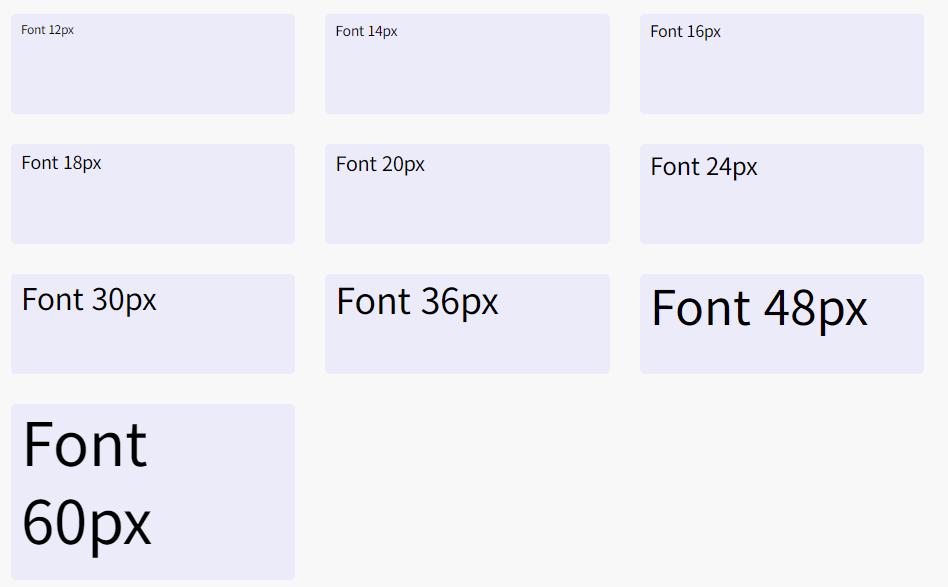 Font 12px
Font 14px
Font 16px
Font 18px
Font 20px
Font 24px
Font 30px
Font 36px
Font 48px
Font
60px